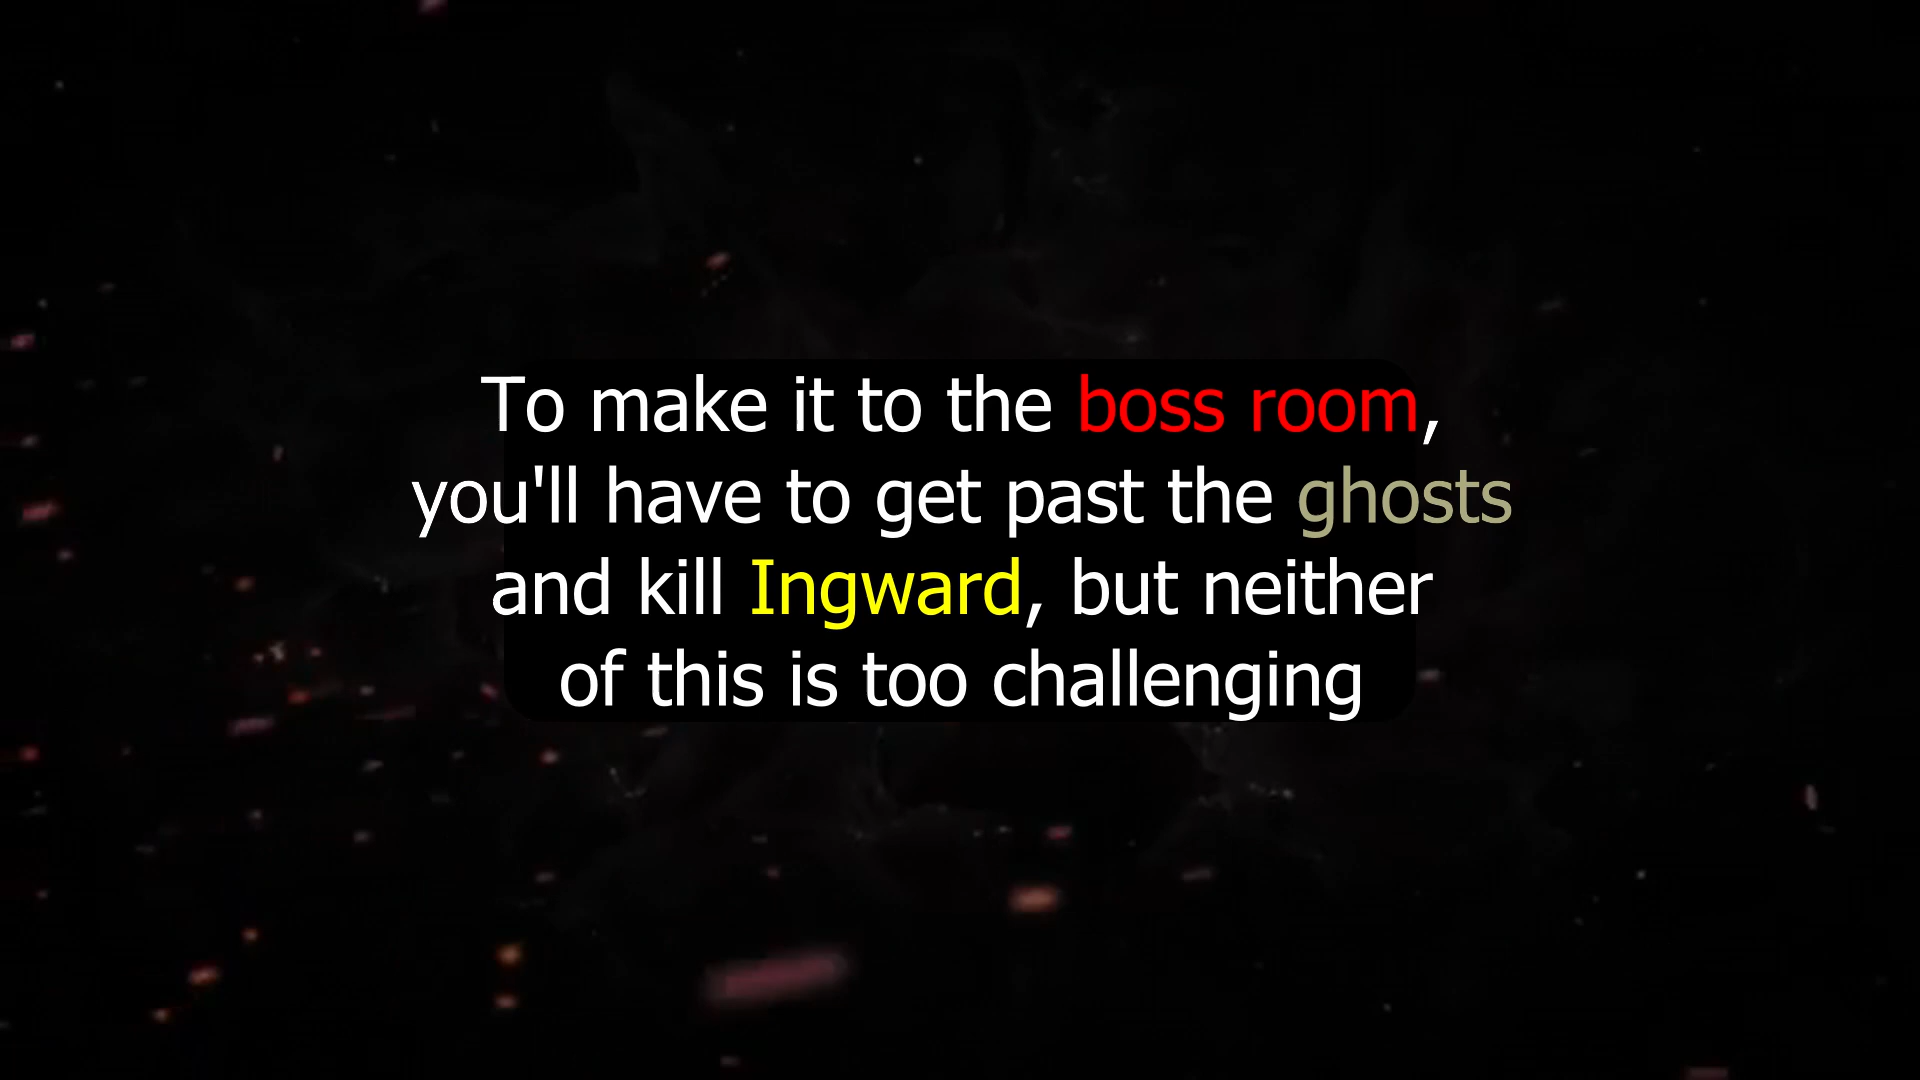 To make it to the boss room,
you'll have to get past the ghosts
and kill Ingward, but neither
of this is too challenging